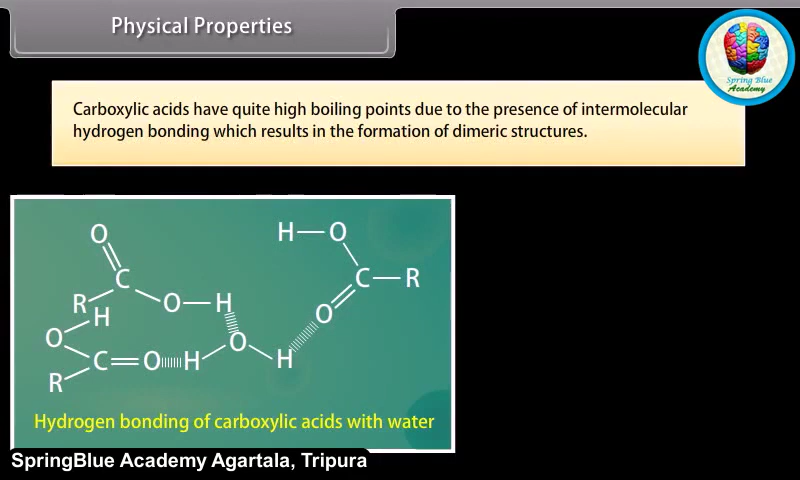 Physical Properties
Spring Blue
Academy
Carboxylic acids have quite high boiling points due to the presence of intermolecular
hydrogen bonding which results in the formation of dimeric structures.
O
H—O
C
C—R
R
O—H
H
O
O
O
C=O
H
H
R
Hydrogen bonding of carboxylic acids with water
SpringBlue Academy Agartala, Tripura